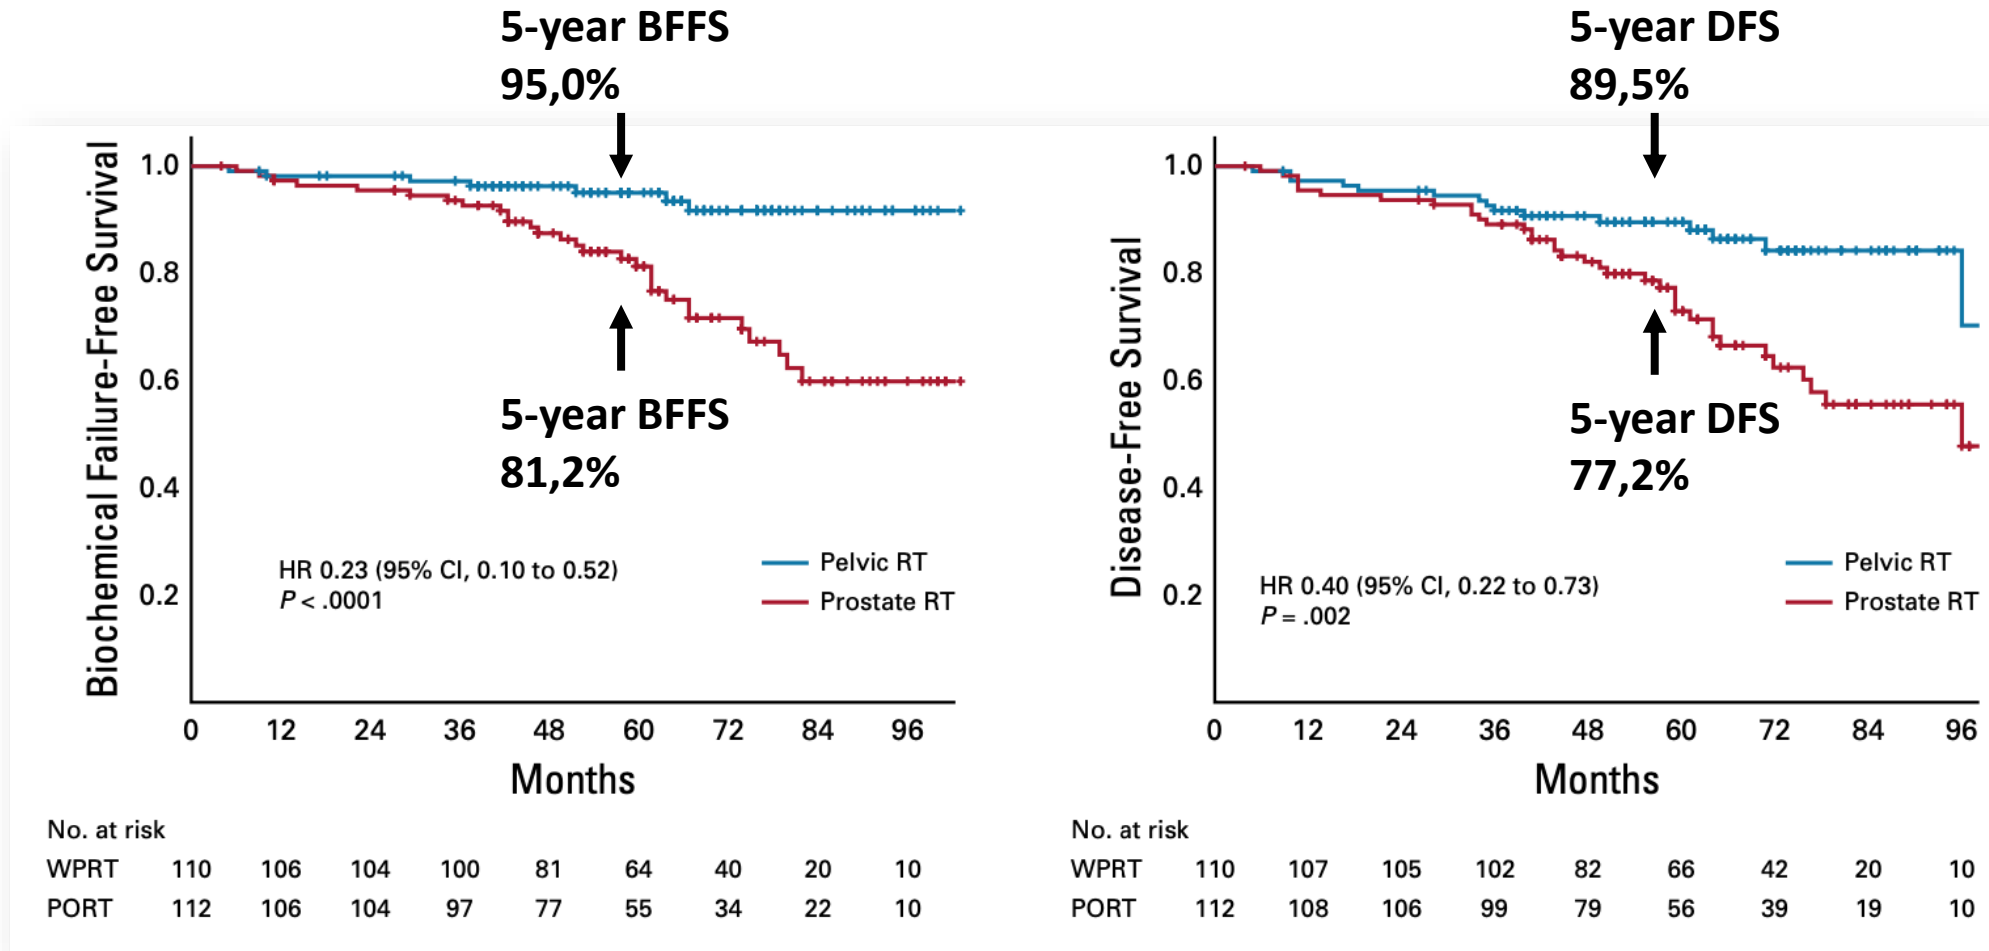 5-year BFFS
95,0%
5-year DFS
89,5%
Biochemical Failure-Free Survival
1.0
0.8
0.6
0.4
0.2
5-year BFFS
81,2%
HR 0.23 (95% CI, 0.10 to 0.52)
P < .0001
Pelvic RT
Prostate RT
0 12 24 36 48 60 72 84 96
Months
No. at risk
WPRT 110 106 104 100 81 64 40 20 10
PORT 112 106 104 97 77 55 34 22 10
Disease-Free Survival
1.0
0.8
0.6
0.4
0.2
5-year DFS
77,2%
HR 0.40 (95% CI, 0.22 to 0.73)
P = .002
Pelvic RT
Prostate RT
0 12 24 36 48 60 72 84 96
Months
No. at risk
WPRT 110 107 105 102 82 66 42 20 10
PORT 112 108 106 99 79 56 39 19 10